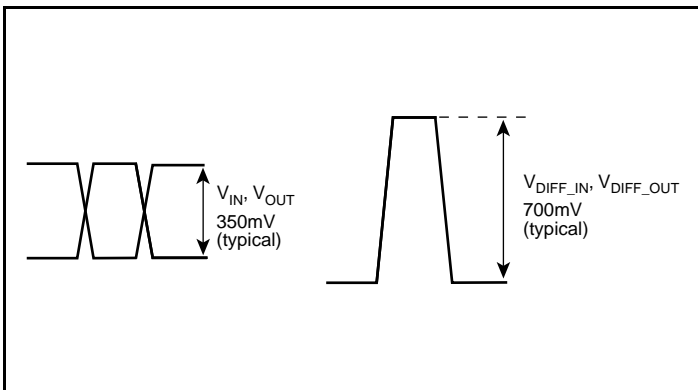 V_IN, V_OUT
350mV
(typical)
V_DIFF_IN, V_DIFF_OUT
700mV
(typical)